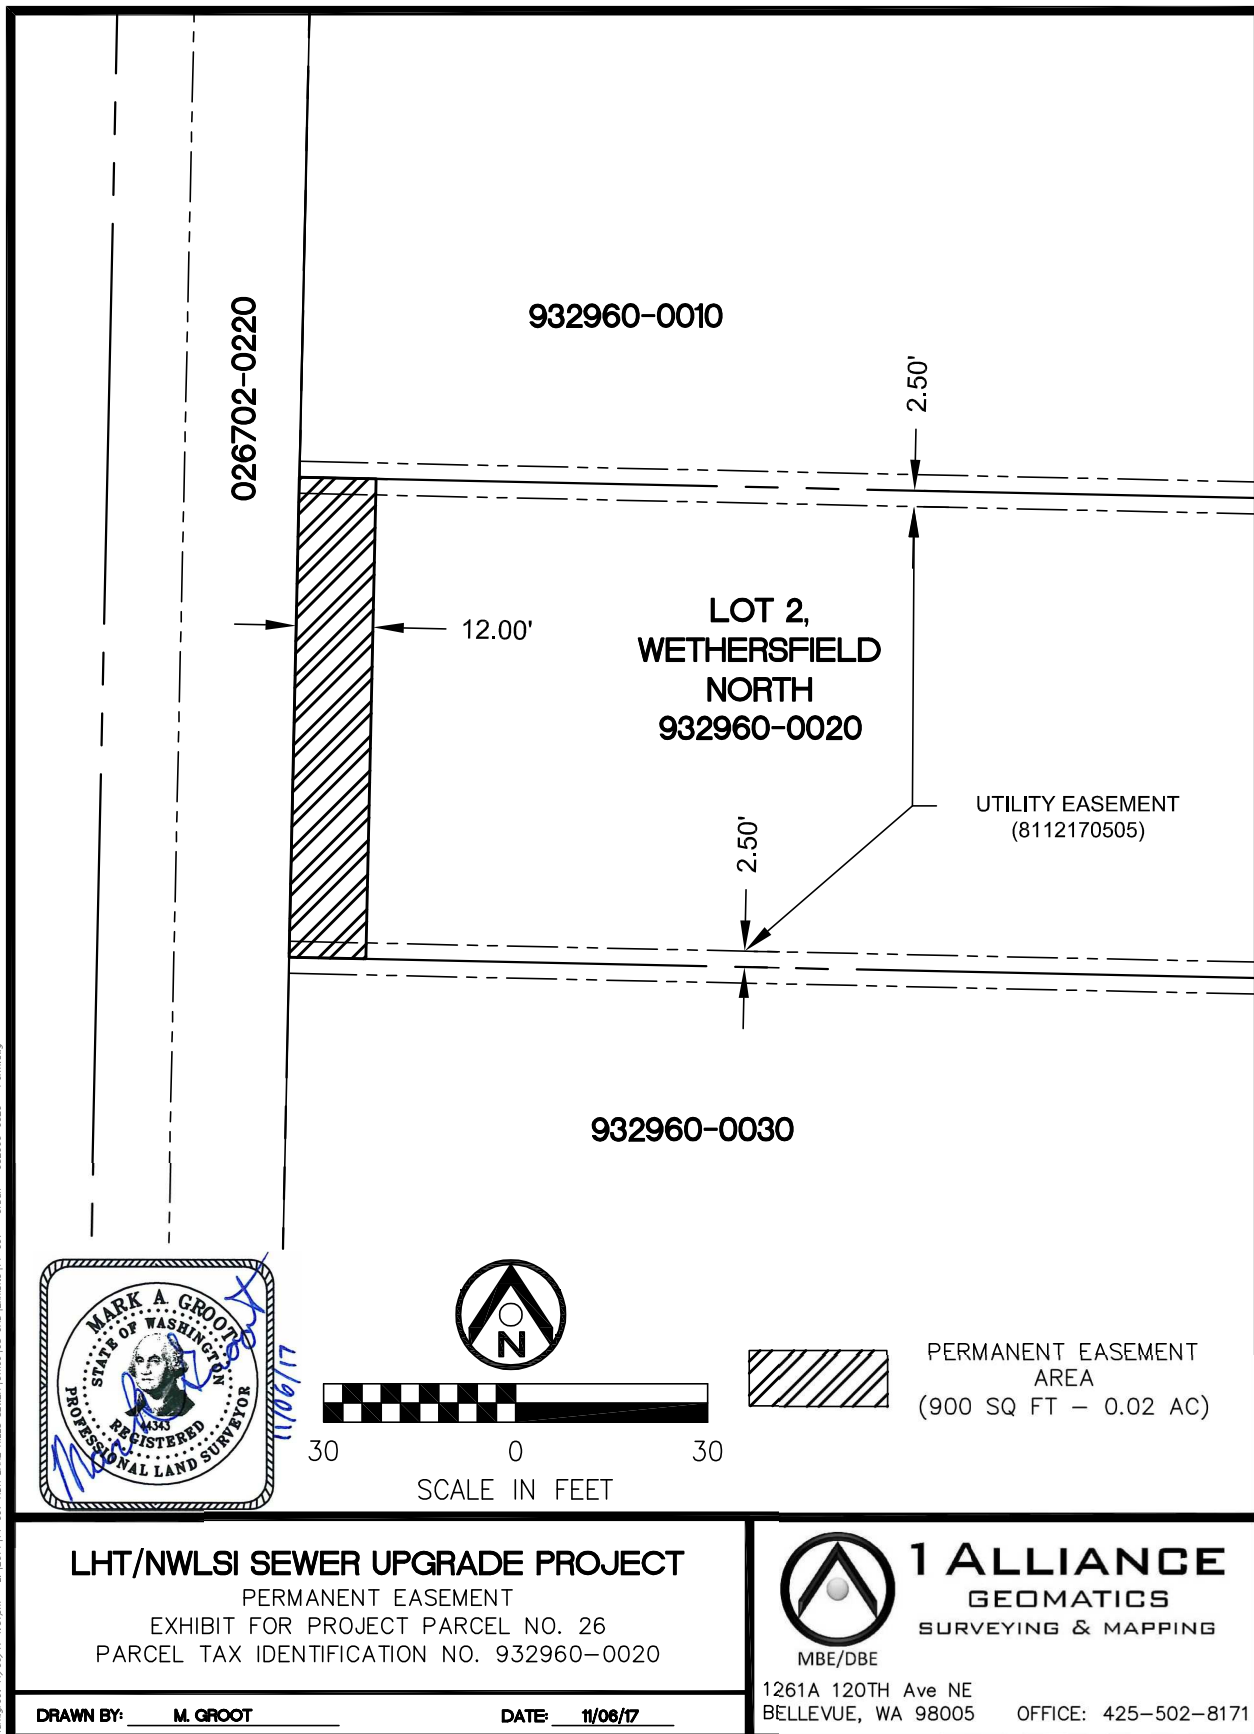 026702-0220
932960-0010
2.50'
12.00'
LOT 2,
WETHERSFIELD
NORTH
932960-0020
UTILITY EASEMENT
(8112170505)
2.50'
932960-0030
MARK A. GROOT
STATE OF WASHINGTON
44343
REGISTERED
PROFESSIONAL LAND SURVEYOR
Mark Groot
11/06/17
N
30 0 30
SCALE IN FEET
PERMANENT EASEMENT
AREA
(900 SQ FT – 0.02 AC)
LHT/NWLSI SEWER UPGRADE PROJECT
PERMANENT EASEMENT
EXHIBIT FOR PROJECT PARCEL NO. 26
PARCEL TAX IDENTIFICATION NO. 932960–0020
DRAWN BY: M. GROOT DATE: 11/06/17
1 ALLIANCE
GEOMATICS
SURVEYING & MAPPING
MBE/DBE
1261A 120TH Ave NE
BELLEVUE, WA 98005 OFFICE: 425–502–8171